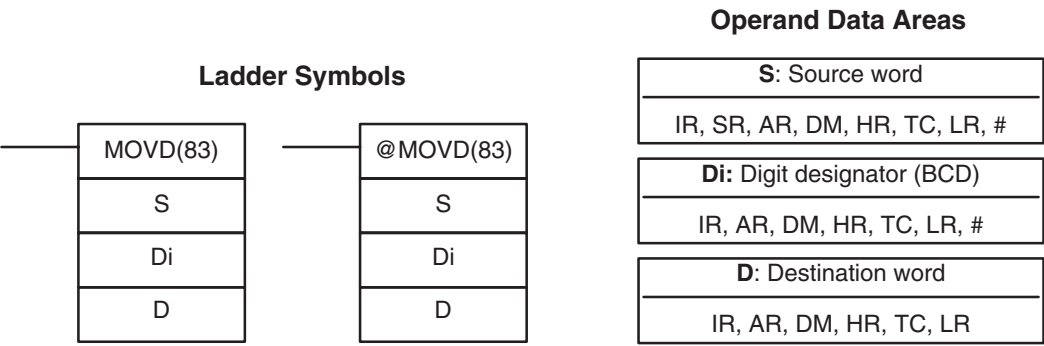 Ladder Symbols
MOVD(83)
S
Di
D
@MOVD(83)
S
Di
D
Operand Data Areas
S: Source word
IR, SR, AR, DM, HR, TC, LR, #
Di: Digit designator (BCD)
IR, AR, DM, HR, TC, LR, #
D: Destination word
IR, AR, DM, HR, TC, LR